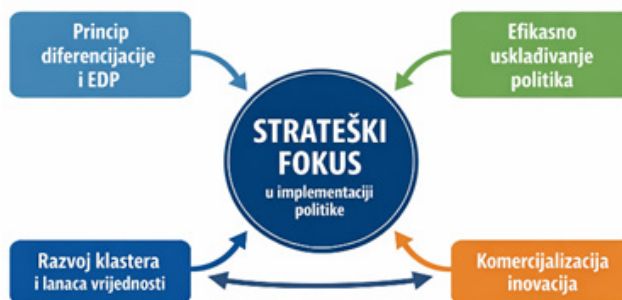 Princip
diferencijacije
i EDP
Efikasno
usklađivanje
politika
STRATEŠKI
FOKUS
u implementaciji
politike
Razvoj klastera
i lanaca vrijednosti
Komercijalizacija
inovacija